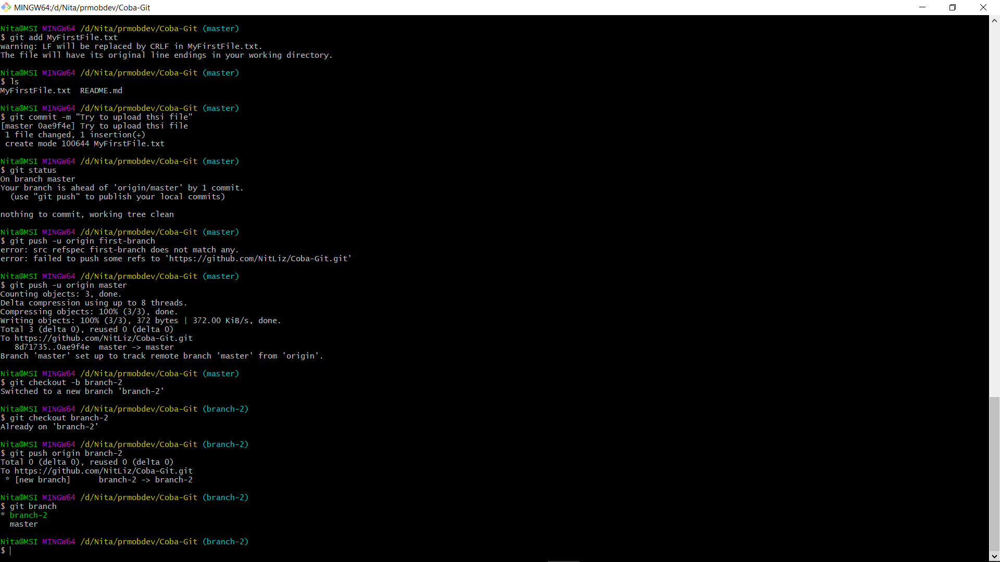 MINGW64:/d/Nita/prmobdev/Coba-Git
Nita@MSI MINGW64 /d/Nita/prmobdev/Coba-Git (master)
$ git add MyFirstFile.txt
warning: LF will be replaced by CRLF in MyFirstFile.txt.
The file will have its original line endings in your working directory.
Nita@MSI MINGW64 /d/Nita/prmobdev/Coba-Git (master)
$ ls
MyFirstFile.txt  README.md
Nita@MSI MINGW64 /d/Nita/prmobdev/Coba-Git (master)
$ git commit -m "Try to upload thsi file"
[master 0ae9f4e] Try to upload thsi file
 1 file changed, 1 insertion(+)
 create mode 100644 MyFirstFile.txt
Nita@MSI MINGW64 /d/Nita/prmobdev/Coba-Git (master)
$ git status
On branch master
Your branch is ahead of 'origin/master' by 1 commit.
  (use "git push" to publish your local commits)
nothing to commit, working tree clean
Nita@MSI MINGW64 /d/Nita/prmobdev/Coba-Git (master)
$ git push -u origin first-branch
error: src refspec first-branch does not match any.
error: failed to push some refs to 'https://github.com/NitLiz/Coba-Git.git'
Nita@MSI MINGW64 /d/Nita/prmobdev/Coba-Git (master)
$ git push -u origin master
Counting objects: 3, done.
Delta compression using up to 8 threads.
Compressing objects: 100% (3/3), done.
Writing objects: 100% (3/3), 372 bytes | 372.00 KiB/s, done.
Total 3 (delta 0), reused 0 (delta 0)
To https://github.com/NitLiz/Coba-Git.git
   8d71735..0ae9f4e  master -> master
Branch 'master' set up to track remote branch 'master' from 'origin'.
Nita@MSI MINGW64 /d/Nita/prmobdev/Coba-Git (master)
$ git checkout -b branch-2
Switched to a new branch 'branch-2'
Nita@MSI MINGW64 /d/Nita/prmobdev/Coba-Git (branch-2)
$ git checkout branch-2
Already on 'branch-2'
Nita@MSI MINGW64 /d/Nita/prmobdev/Coba-Git (branch-2)
$ git push origin branch-2
Total 0 (delta 0), reused 0 (delta 0)
To https://github.com/NitLiz/Coba-Git.git
 * [new branch]      branch-2 -> branch-2
Nita@MSI MINGW64 /d/Nita/prmobdev/Coba-Git (branch-2)
$ git branch
* branch-2
  master
Nita@MSI MINGW64 /d/Nita/prmobdev/Coba-Git (branch-2)
$